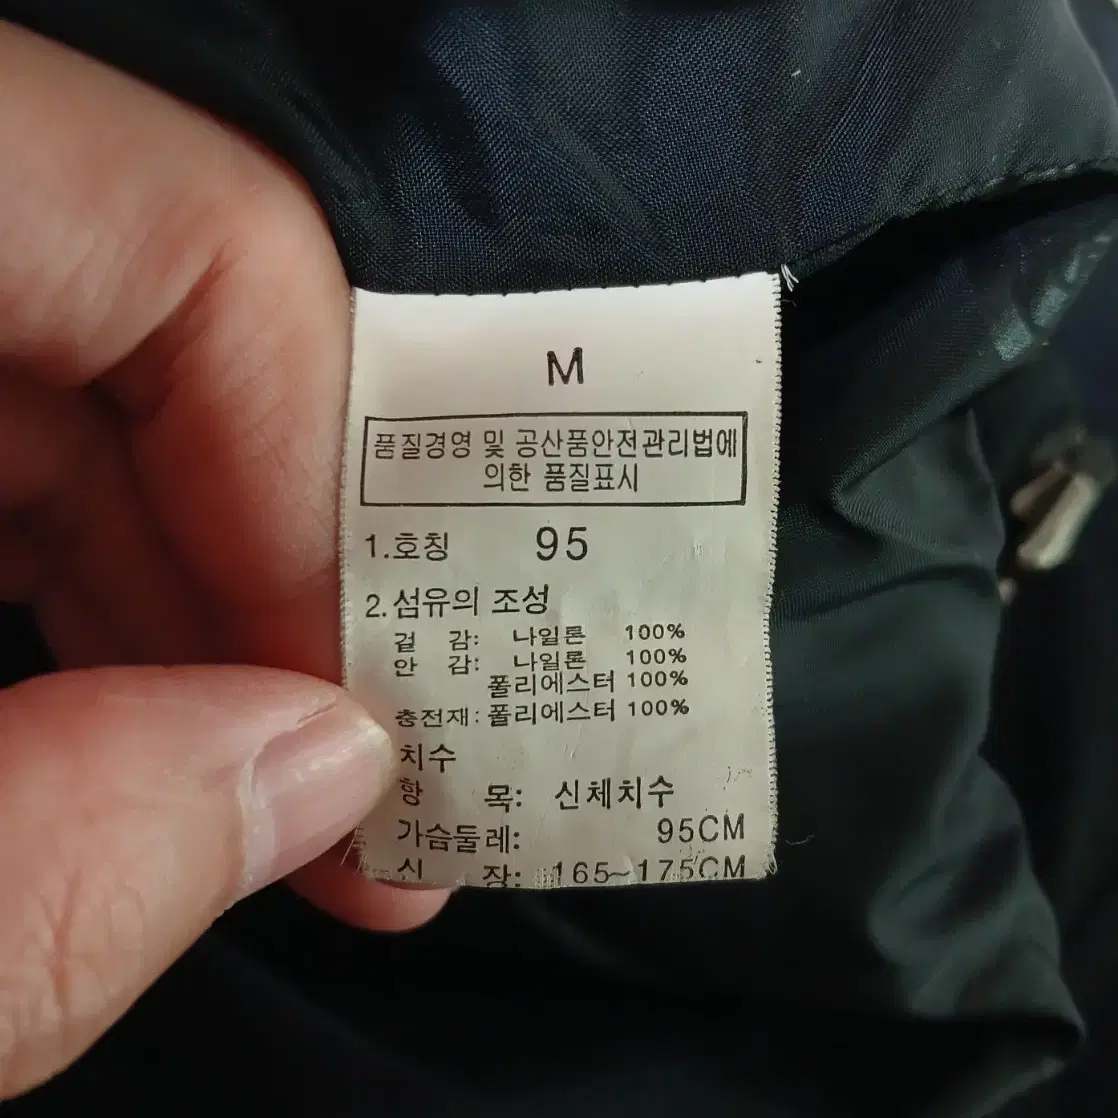 M
품질경영 및 공산품안전관리법에
의한 품질표시
1.호칭 95
2.섬유의 조성
겉 감: 나일론 100%
안 감: 나일론 100%
폴리에스터 100%
충전재: 폴리에스터 100%
치수
항 목: 신체치수
가슴둘레: 95CM
신 장: 165~175CM